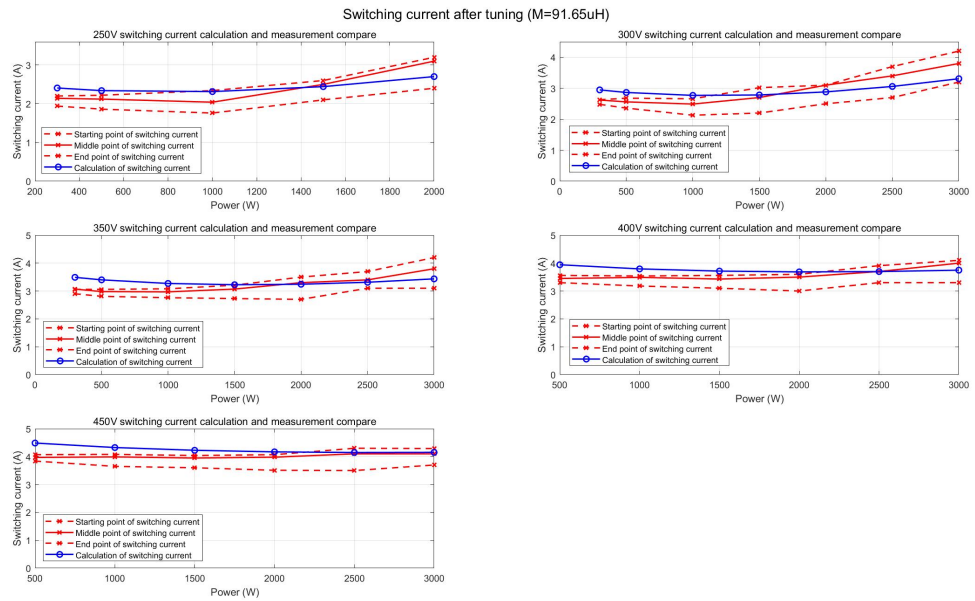 Switching current after tuning (M=91.65uH)
250V switching current calculation and measurement compare
Switching current (A)
3
2
1
0
Starting point of switching current
Middle point of switching current
End point of switching current
Calculation of switching current
200 400 600 800 1000 1200 1400 1600 1800 2000
Power (W)
300V switching current calculation and measurement compare
Switching current (A)
4
3
2
1
0
Starting point of switching current
Middle point of switching current
End point of switching current
Calculation of switching current
0 500 1000 1500 2000 2500 3000
Power (W)
350V switching current calculation and measurement compare
Switching current (A)
5
4
3
2
1
0
Starting point of switching current
Middle point of switching current
End point of switching current
Calculation of switching current
0 500 1000 1500 2000 2500 3000
Power (W)
400V switching current calculation and measurement compare
Switching current (A)
5
4
3
2
1
0
Starting point of switching current
Middle point of switching current
End point of switching current
Calculation of switching current
500 1000 1500 2000 2500 3000
Power (W)
450V switching current calculation and measurement compare
Switching current (A)
5
4
3
2
1
0
Starting point of switching current
Middle point of switching current
End point of switching current
Calculation of switching current
500 1000 1500 2000 2500 3000
Power (W)